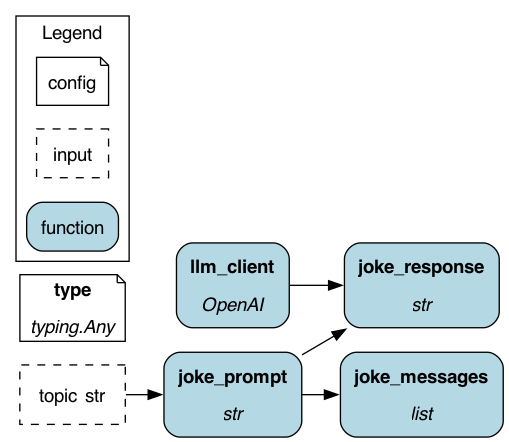 Legend
config
input
function
type
typing.Any
topic str
llm_client
OpenAI
joke_response
str
joke_prompt
str
joke_messages
list